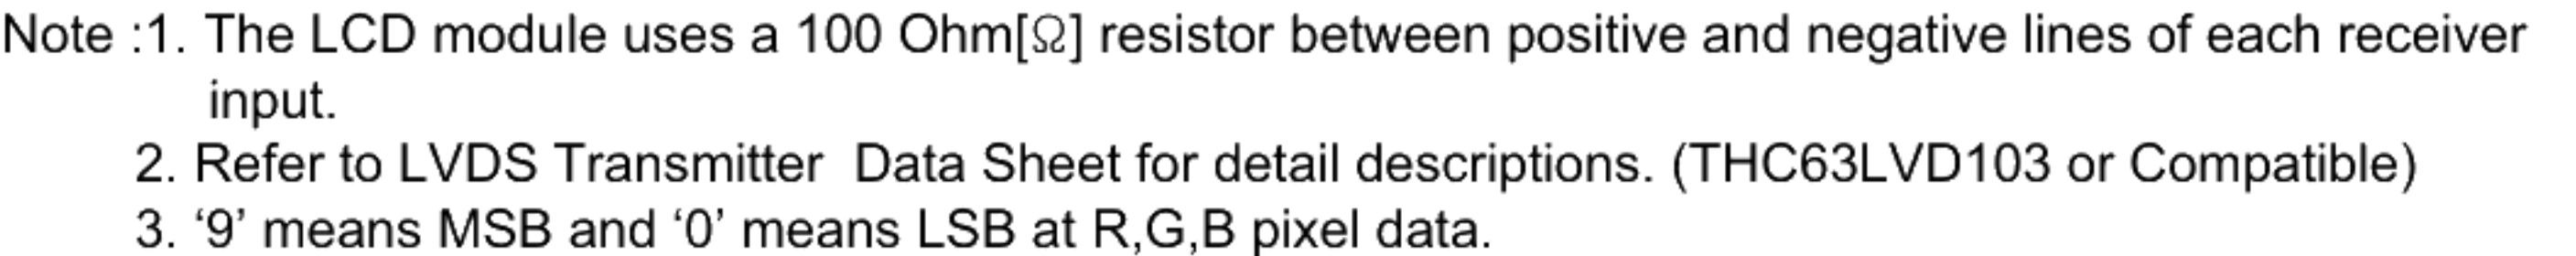 Note :1. The LCD module uses a 100 Ohm[Ω] resistor between positive and negative lines of each receiver
input.
2. Refer to LVDS Transmitter  Data Sheet for detail descriptions. (THC63LVD103 or Compatible)
3. ‘9’ means MSB and ‘0’ means LSB at R,G,B pixel data.